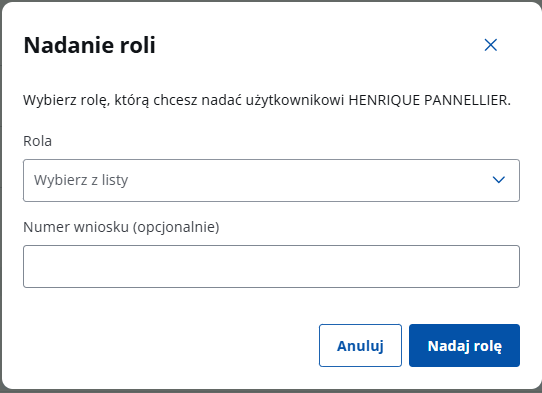 Nadanie roli
Wybierz rolę, którą chcesz nadać użytkownikowi HENRIQUE PANNELLIER.
Rola
Wybierz z listy
Numer wniosku (opcjonalnie)
Anuluj
Nadaj rolę